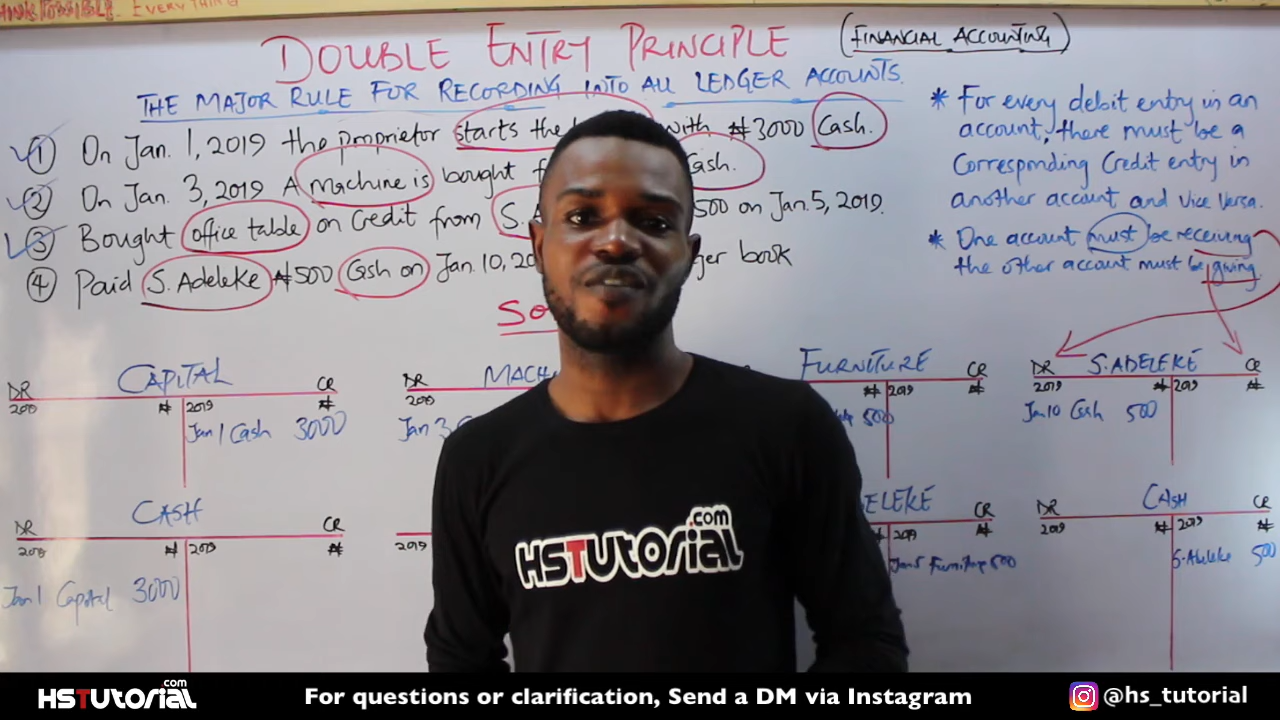 EVERYTHING
DOUBLE ENTRY PRINCIPLE (FINANCIAL ACCOUNTING)
THE MAJOR RULE FOR RECORDING INTO ALL LEDGER ACCOUNTS.
① On Jan. 1, 2019 the proprietor starts the with ₦3000 Cash.
② On Jan. 3, 2019 A machine is bought Cash.
③ Bought office table on Credit from S. 500 on Jan. 5, 2019.
④ Paid S. Adeleke ₦500 Cash on Jan. 10, book
* For every debit entry in an
account, there must be a
Corresponding Credit entry in
another account and vice versa.
* One account must be receiving
the other account must be giving.
DR CAPITAL CR
₦ 2019 ₦
Jan 1 Cash 3000
DR
Jan 3
FURNITURE CR
₦ 2019 ₦
500
DR S. ADELEKE CR
2019 ₦ 2019 ₦
Jan 10 Cash 500
DR CASH CR
2019 ₦ 2019 ₦
Jan 1 Capital 3000
2019
ELEKE CR
2019 ₦
Jan 5 Furniture 500
DR CASH CR
2019 ₦ 2019 ₦
S. Adeleke 500
HSTutorial.com
HSTutorial.com
For questions or clarification, Send a DM via Instagram
@hs_tutorial